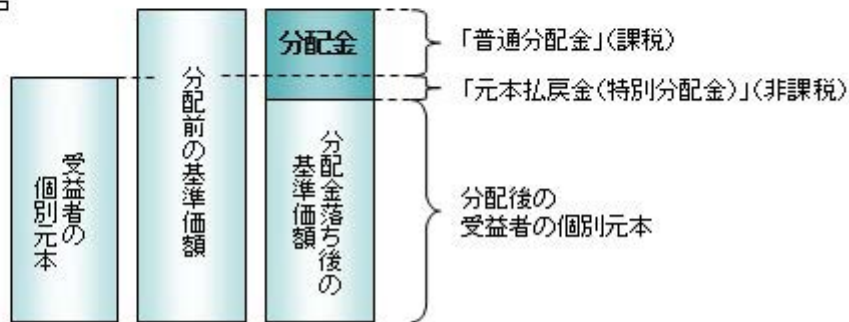 受益者の
個別元本
分配前の基準価額
分配金
分配金落ち後の
基準価額
「普通分配金」(課税)
「元本払戻金(特別分配金)」(非課税)
分配後の
受益者の個別元本